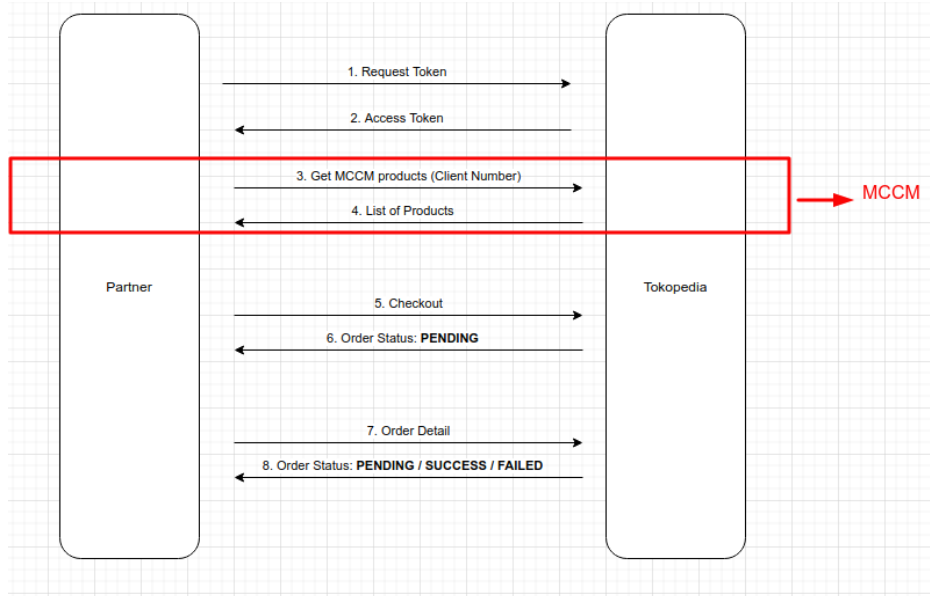 1. Request Token
2. Access Token
3. Get MCCM products (Client Number)
MCCM
4. List of Products
Partner
Tokopedia
5. Checkout
6. Order Status: PENDING
7. Order Detail
8. Order Status: PENDING / SUCCESS / FAILED